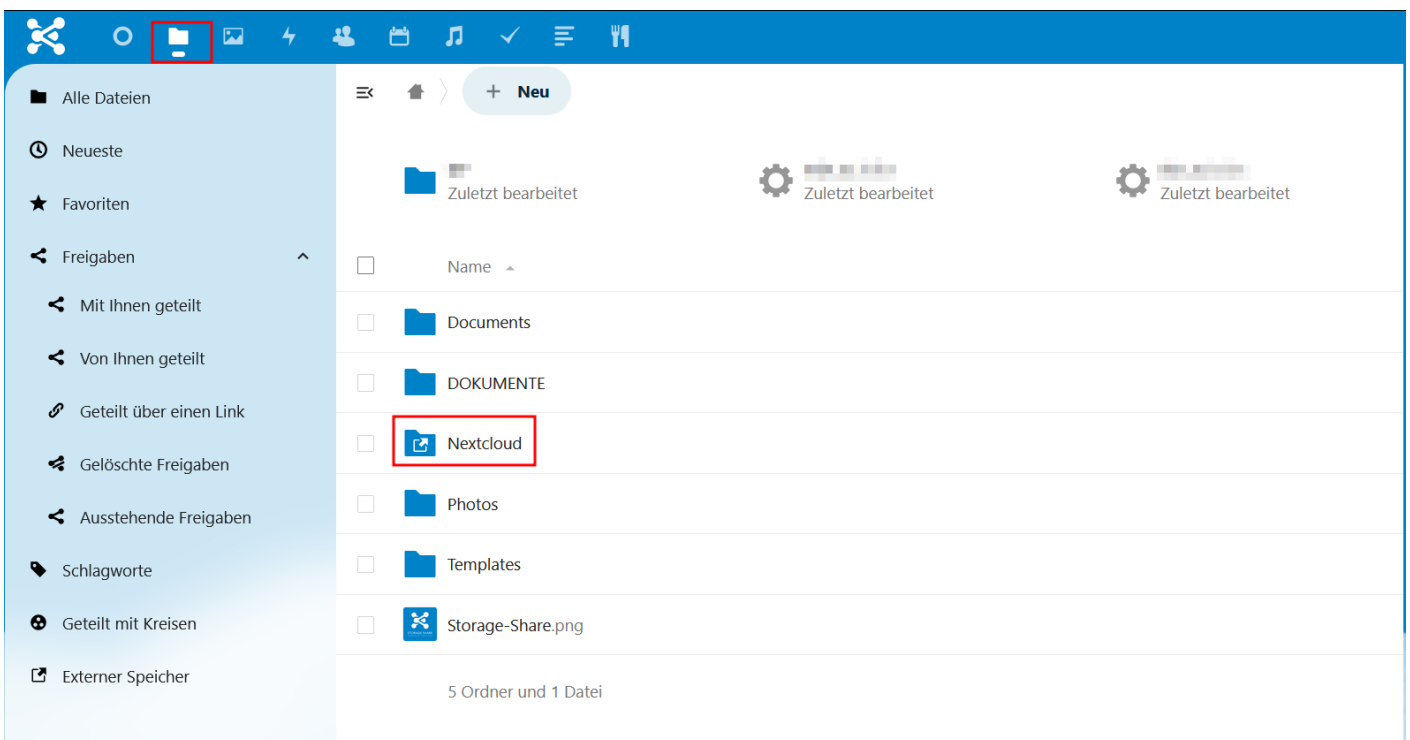 Alle Dateien
Neueste
Favoriten
Freigaben
Mit Ihnen geteilt
Von Ihnen geteilt
Geteilt über einen Link
Gelöschte Freigaben
Ausstehende Freigaben
Schlagworte
Geteilt mit Kreisen
Externer Speicher
+ Neu
Zuletzt bearbeitet
Zuletzt bearbeitet
Zuletzt bearbeitet
Name
Documents
DOKUMENTE
Nextcloud
Photos
Templates
Storage-Share.png
5 Ordner und 1 Datei